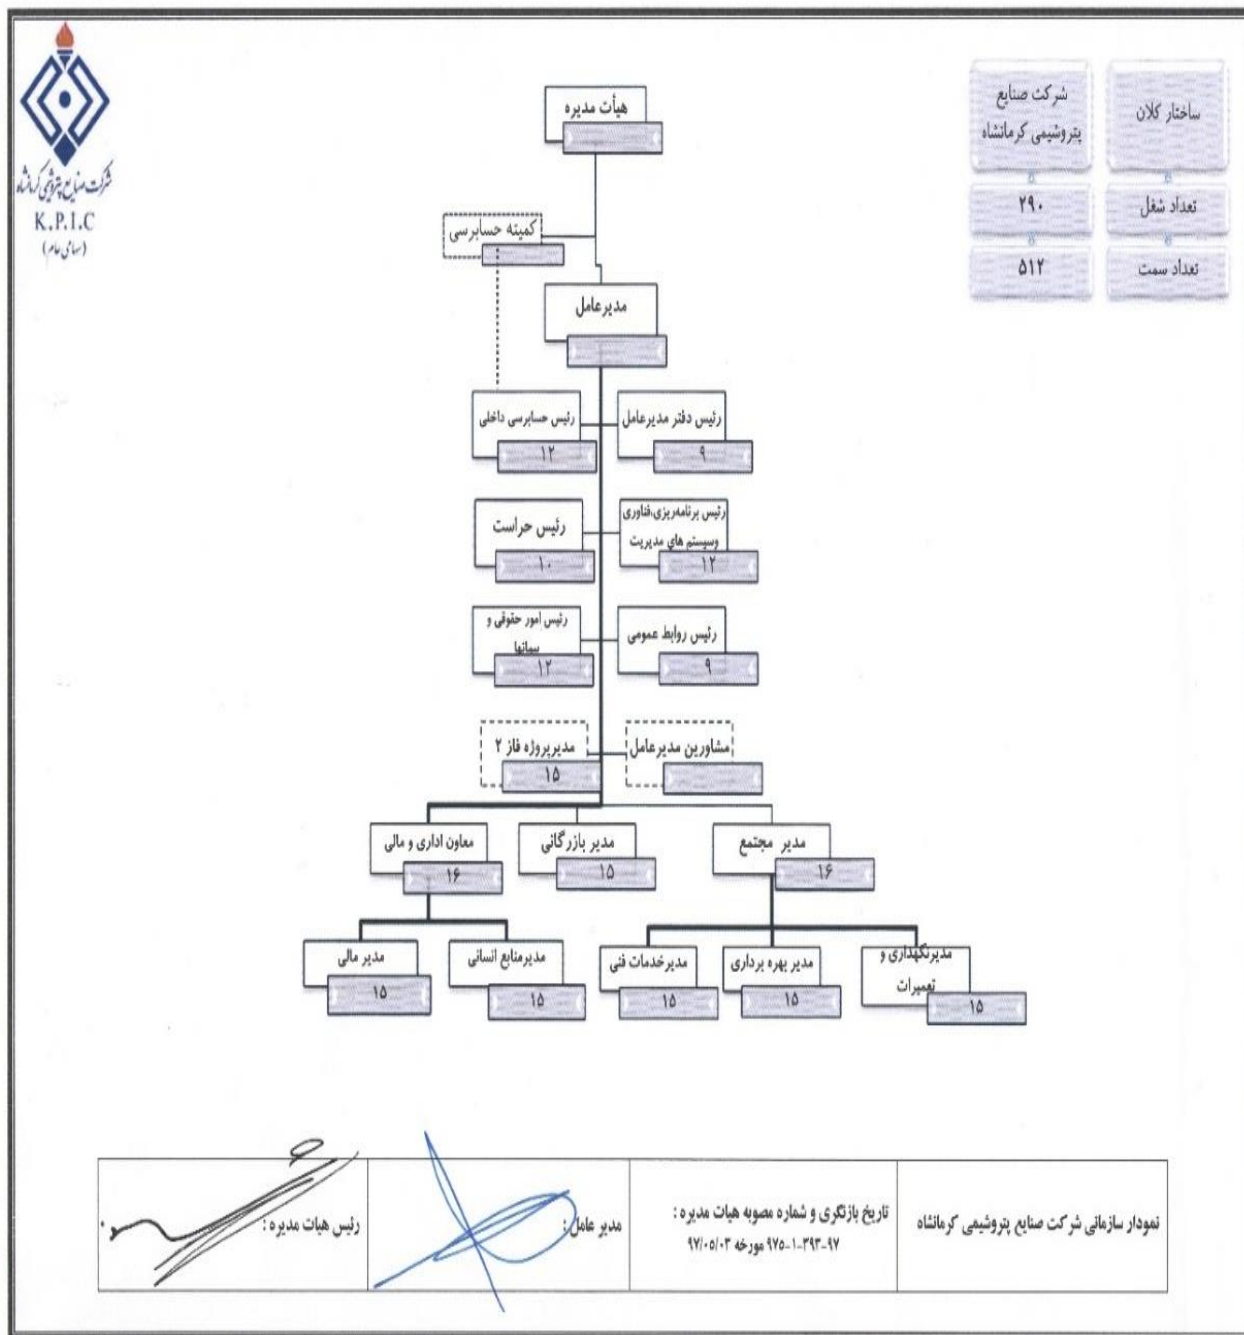 شرکت صنایع پتروشیمی کرمانشاه
K.P.I.C
(سهامی عام)
ساختار کلان
شرکت صنایع
پتروشیمی کرمانشاه
تعداد شغل
۲۹۰
تعداد سمت
۵۱۲
هیأت مدیره
کمیته حسابرسی
مدیرعامل
رئیس دفتر مدیرعامل
۹
رئیس حسابرسی داخلی
۱۲
رئیس برنامه‌ریزی،فناوری
وسیستم های مدیریت
۱۲
رئیس حراست
۱۰
رئیس روابط عمومی
۹
رئیس امور حقوقی و
۱۲
مشاورین مدیرعامل
مدیرپروژه فاز ۲
۱۵
مدیر مجتمع
۱۶
مدیر بازرگانی
۱۵
معاون اداری و مالی
۱۶
مدیرنگهداری و
تعمیرات
۱۵
مدیر بهره برداری
۱۵
مدیرخدمات فنی
۱۵
مدیرمنابع انسانی
۱۵
مدیر مالی
۱۵
نمودار سازمانی شرکت صنایع پتروشیمی کرمانشاه
تاریخ بازنگری و شماره مصوبه هیات مدیره :
۹۷۵-۱-۳۹۳-۹۷ مورخه ۹۷/۰۵/۰۳
مدیر عامل :
رئیس هیات مدیره :